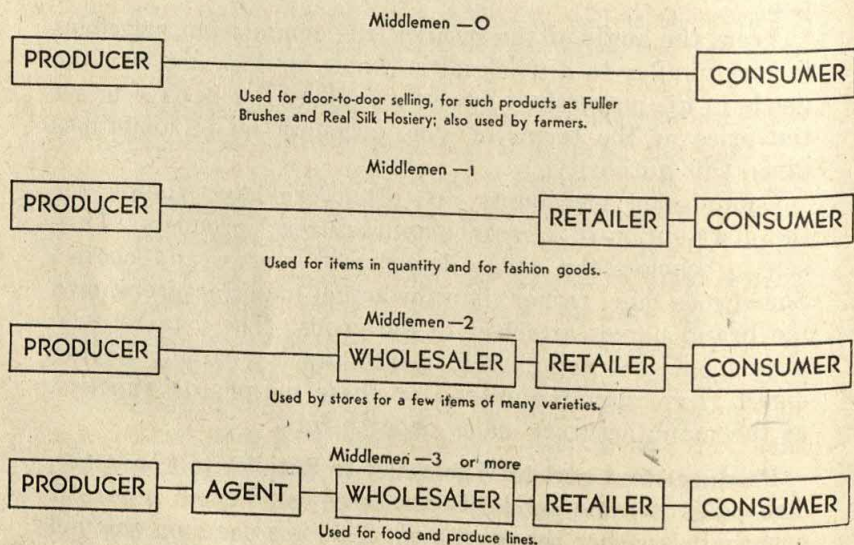 Middlemen —O
PRODUCER CONSUMER
Used for door-to-door selling, for such products as Fuller
Brushes and Real Silk Hosiery; also used by farmers.
Middlemen —1
PRODUCER RETAILER CONSUMER
Used for items in quantity and for fashion goods.
Middlemen —2
PRODUCER WHOLESALER RETAILER CONSUMER
Used by stores for a few items of many varieties.
Middlemen —3 or more
PRODUCER AGENT WHOLESALER RETAILER CONSUMER
Used for food and produce lines.